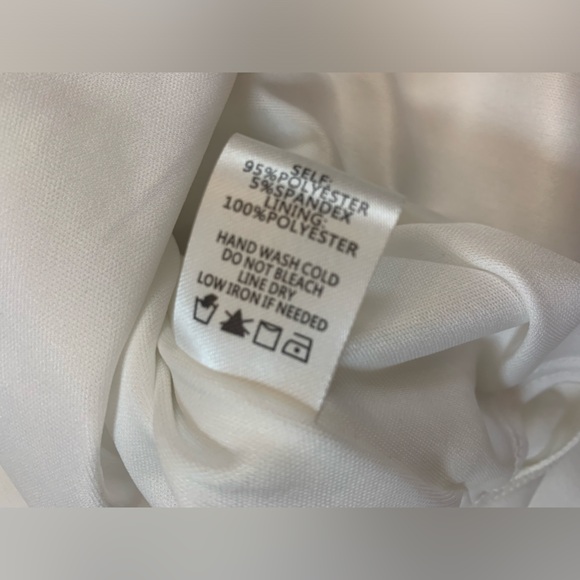 SELF:
95%POLYESTER
5%SPANDEX
LINING:
100%POLYESTER
HAND WASH COLD
DO NOT BLEACH
LINE DRY
LOW IRON IF NEEDED